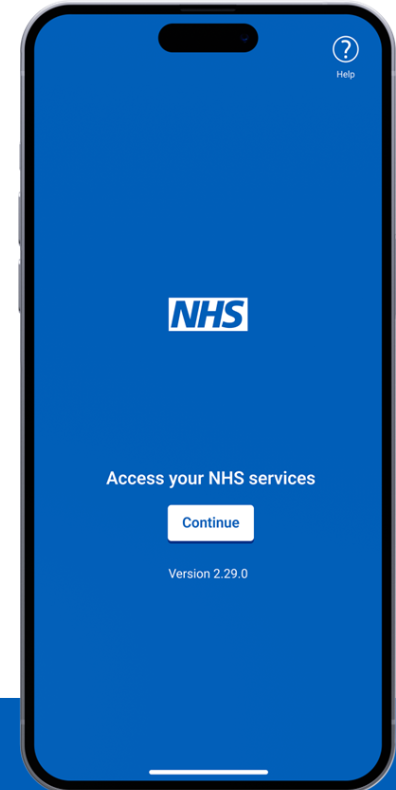 ?
Help
NHS
Access your NHS services
Continue
Version 2.29.0